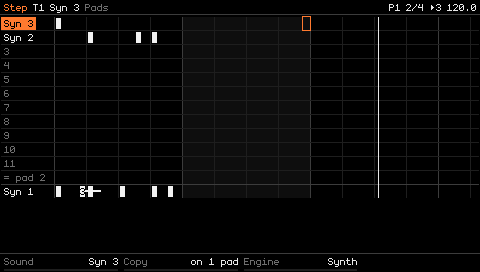 Step T1 Syn 3 Pads P1 2/4 ▸3 120.0
Syn 3
Syn 2
3
4
5
6
7
8
9
10
11
= pad 2
Syn 1
Sound Syn 3 Copy on 1 pad Engine Synth